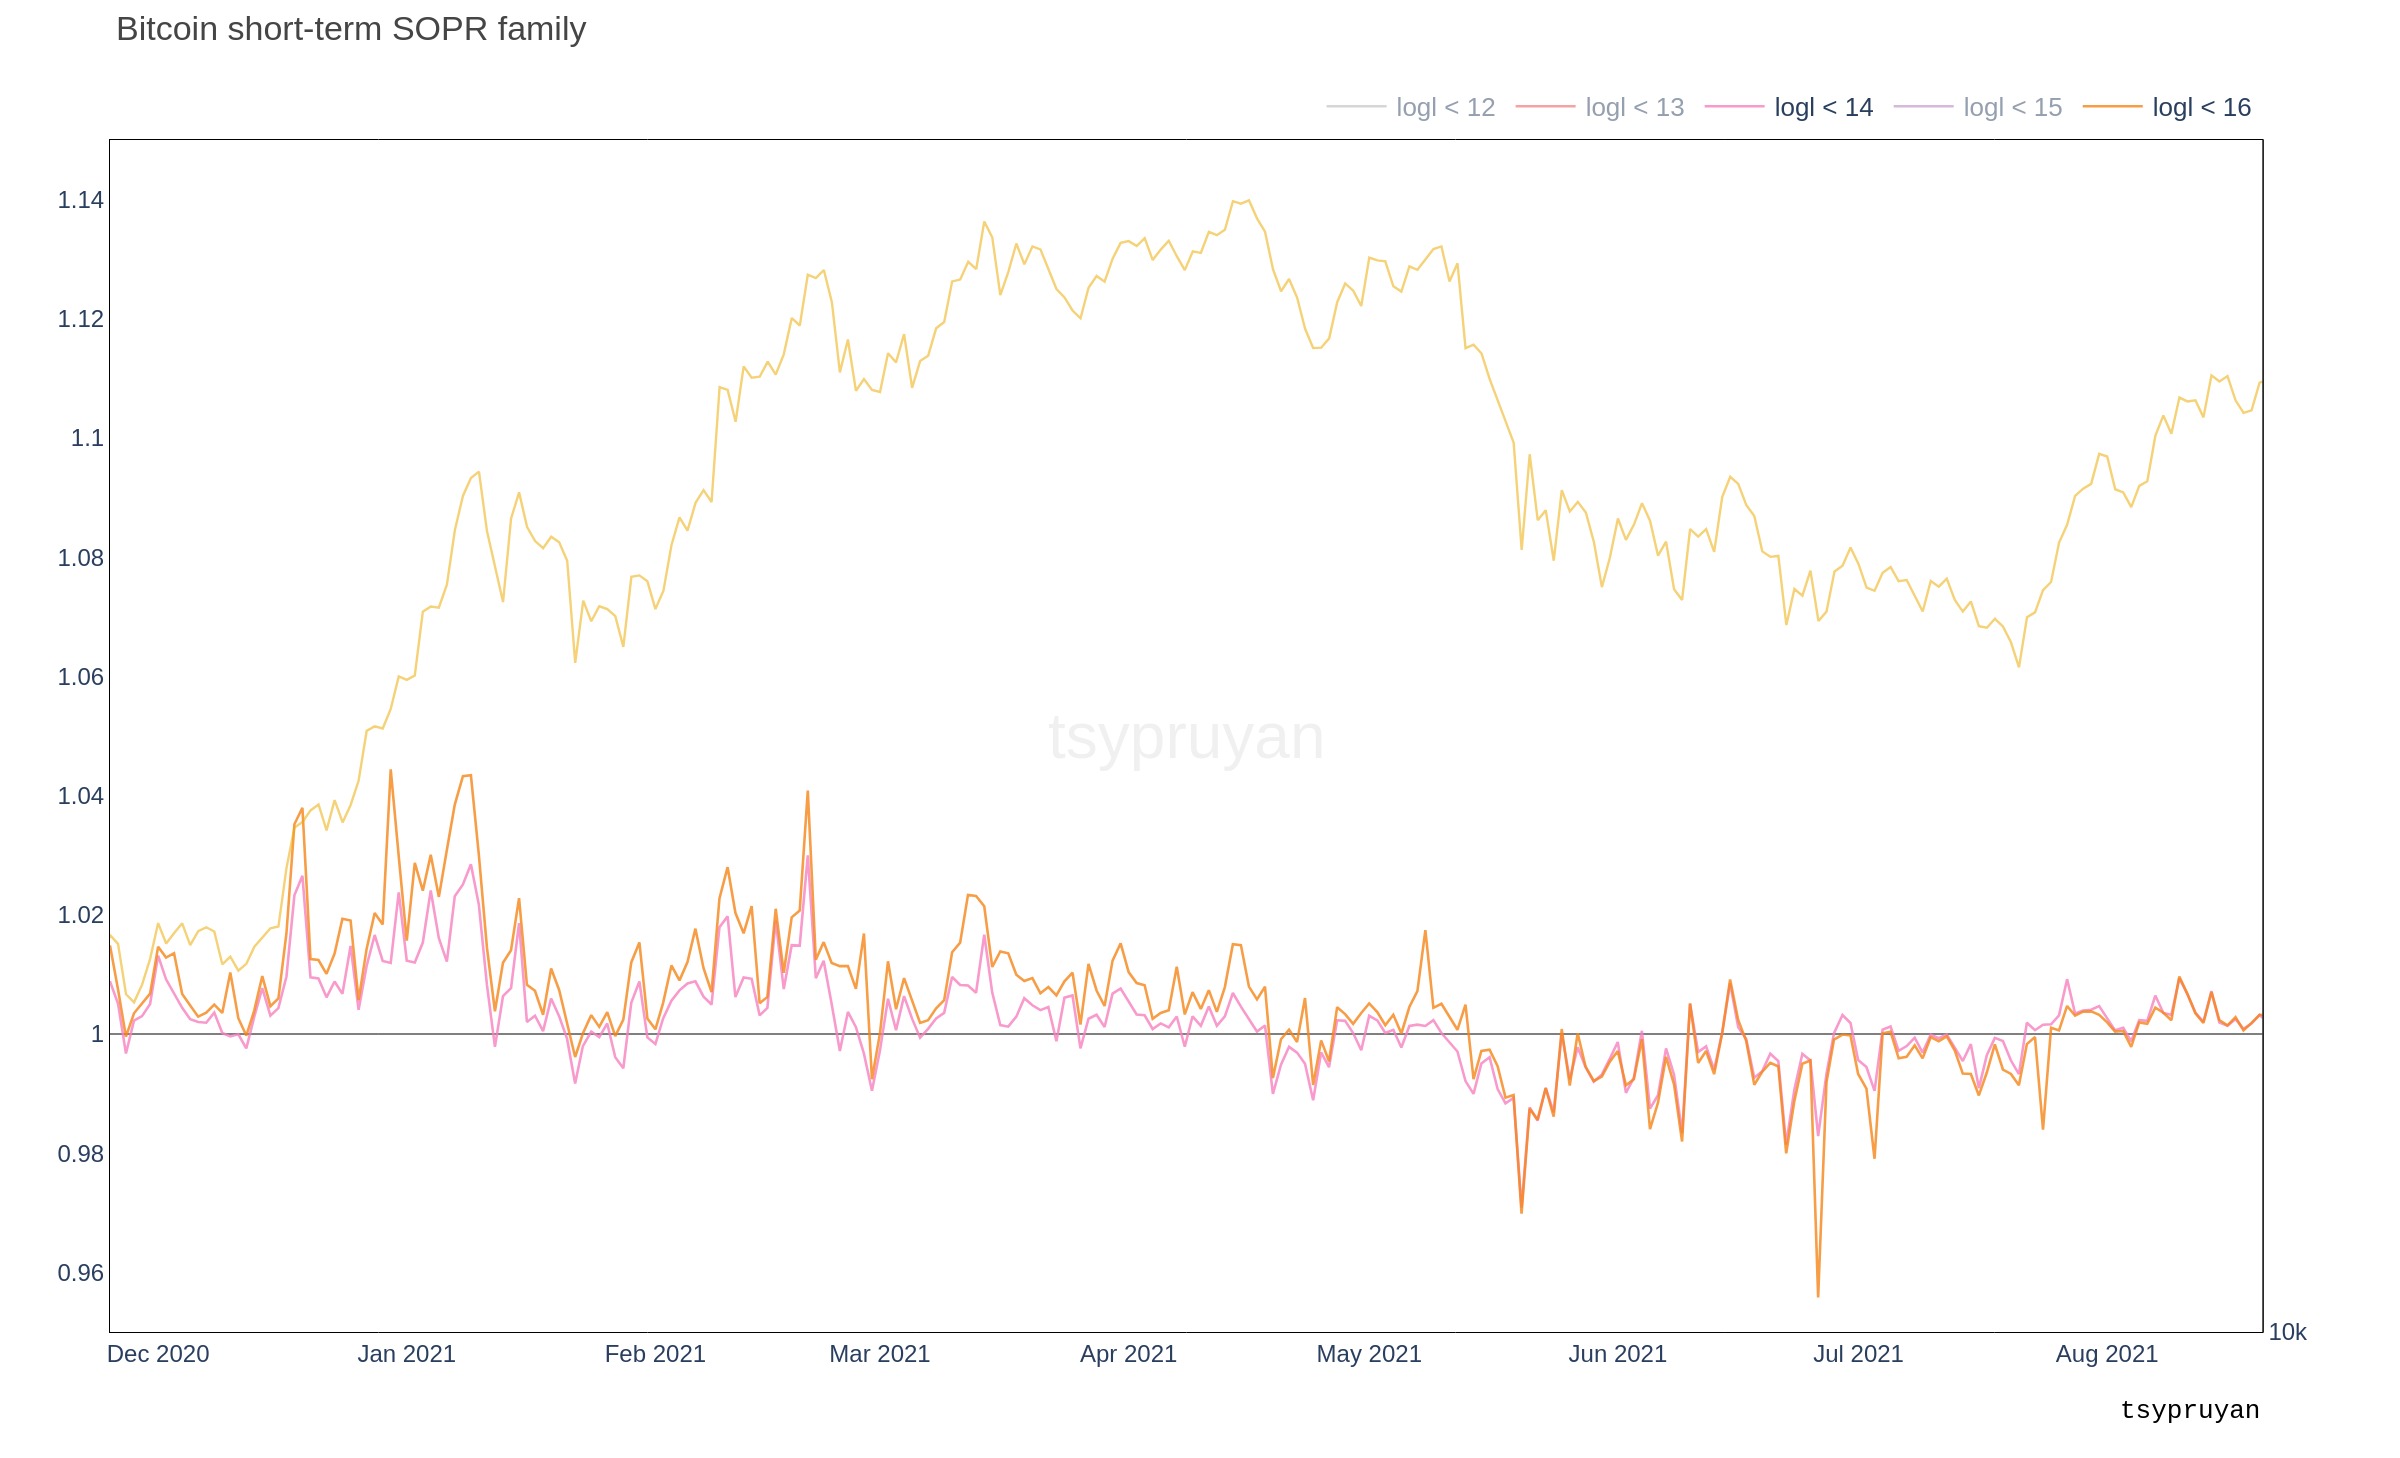 Bitcoin short-term SOPR family
logl < 12 logl < 13 logl < 14 logl < 15 logl < 16
1.14
1.12
1.1
1.08
1.06
tsypruyan
1.04
1.02
1
0.98
0.96
10k
Dec 2020 Jan 2021 Feb 2021 Mar 2021 Apr 2021 May 2021 Jun 2021 Jul 2021 Aug 2021
tsypruyan